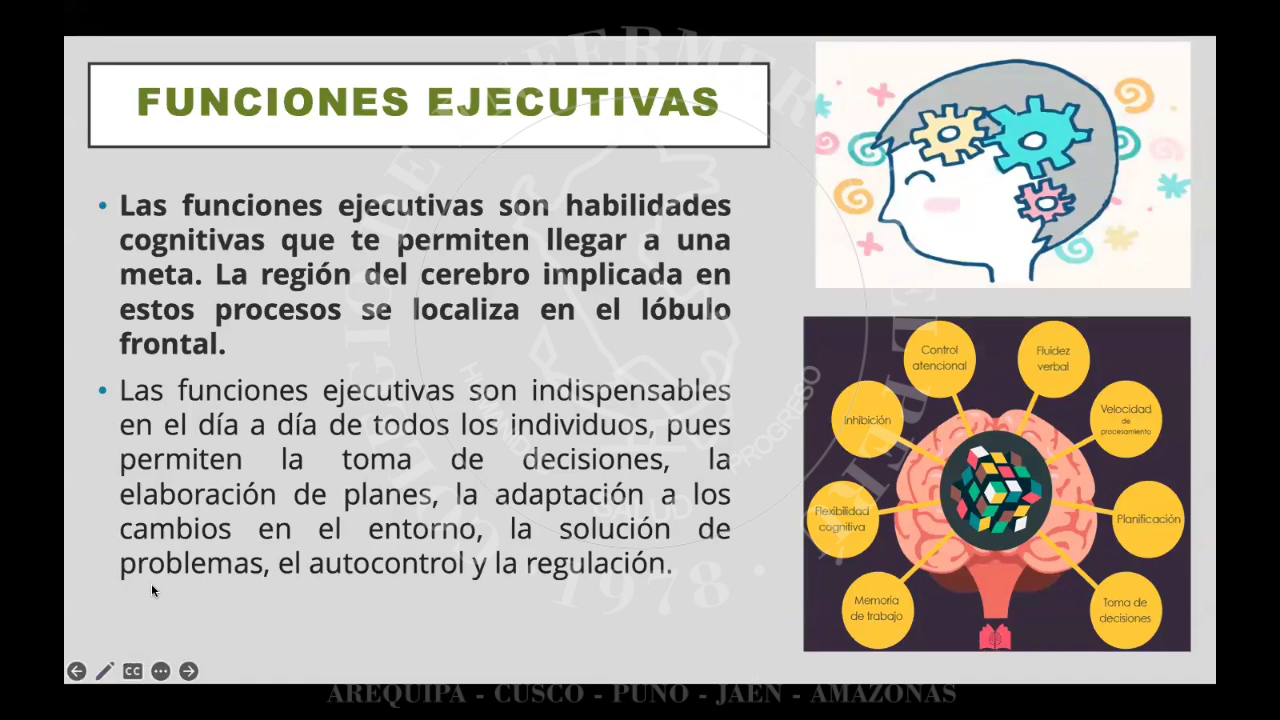 FUNCIONES EJECUTIVAS
• Las funciones ejecutivas son habilidades
cognitivas que te permiten llegar a una
meta. La región del cerebro implicada en
estos procesos se localiza en el lóbulo
frontal.
• Las funciones ejecutivas son indispensables
en el día a día de todos los individuos, pues
permiten la toma de decisiones, la
elaboración de planes, la adaptación a los
cambios en el entorno, la solución de
problemas, el autocontrol y la regulación.
Control
atencional
Fluidez
verbal
Inhibición
Velocidad
de
procesamiento
Flexibilidad
cognitiva
Planificación
Memoria
de trabajo
Toma de
decisiones
CC
PROGRESO
SALUD
1978
AREQUIPA - CUSCO - PUNO - JAEN - AMAZONAS